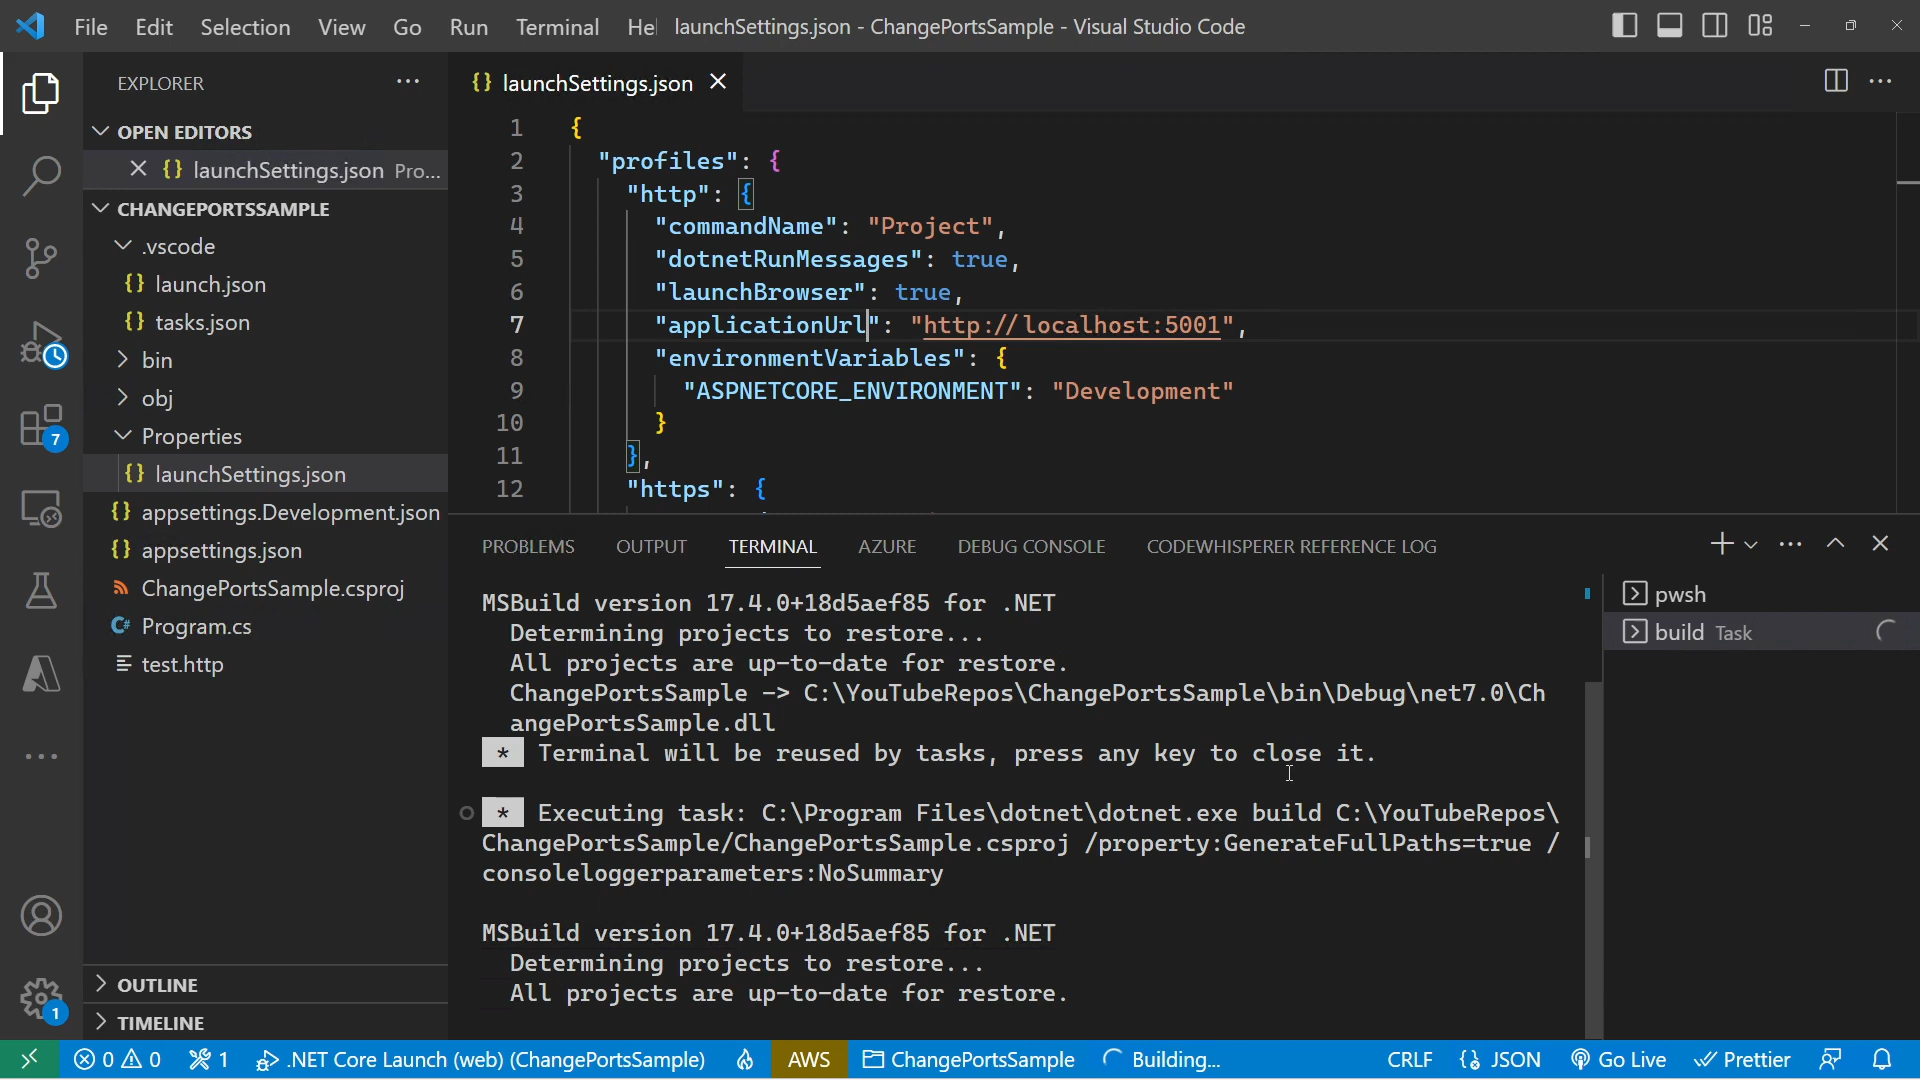 File Edit Selection View Go Run Terminal Hel launchSettings.json - ChangePortsSample - Visual Studio Code
EXPLORER
OPEN EDITORS
launchSettings.json Pro...
CHANGEPORTSSAMPLE
.vscode
{} launch.json
{} tasks.json
bin
obj
Properties
{} launchSettings.json
{} appsettings.Development.json
{} appsettings.json
ChangePortsSample.csproj
C# Program.cs
test.http
OUTLINE
TIMELINE
7
1
{} launchSettings.json
1 {
2 "profiles": {
3 "http": {
4 "commandName": "Project",
5 "dotnetRunMessages": true,
6 "launchBrowser": true,
7 "applicationUrl": "http://localhost:5001",
8 "environmentVariables": {
9 "ASPNETCORE_ENVIRONMENT": "Development"
10 }
11 },
12 "https": {
PROBLEMS OUTPUT TERMINAL AZURE DEBUG CONSOLE CODEWHISPERER REFERENCE LOG
MSBuild version 17.4.0+18d5aef85 for .NET
Determining projects to restore...
All projects are up-to-date for restore.
ChangePortsSample -> C:\YouTubeRepos\ChangePortsSample\bin\Debug\net7.0\Ch
angePortsSample.dll
* Terminal will be reused by tasks, press any key to close it.
* Executing task: C:\Program Files\dotnet\dotnet.exe build C:\YouTubeRepos\
ChangePortsSample/ChangePortsSample.csproj /property:GenerateFullPaths=true /
consoleloggerparameters:NoSummary
MSBuild version 17.4.0+18d5aef85 for .NET
Determining projects to restore...
All projects are up-to-date for restore.
pwsh
build Task
0 0 1 .NET Core Launch (web) (ChangePortsSample) AWS ChangePortsSample Building... CRLF {} JSON Go Live Prettier